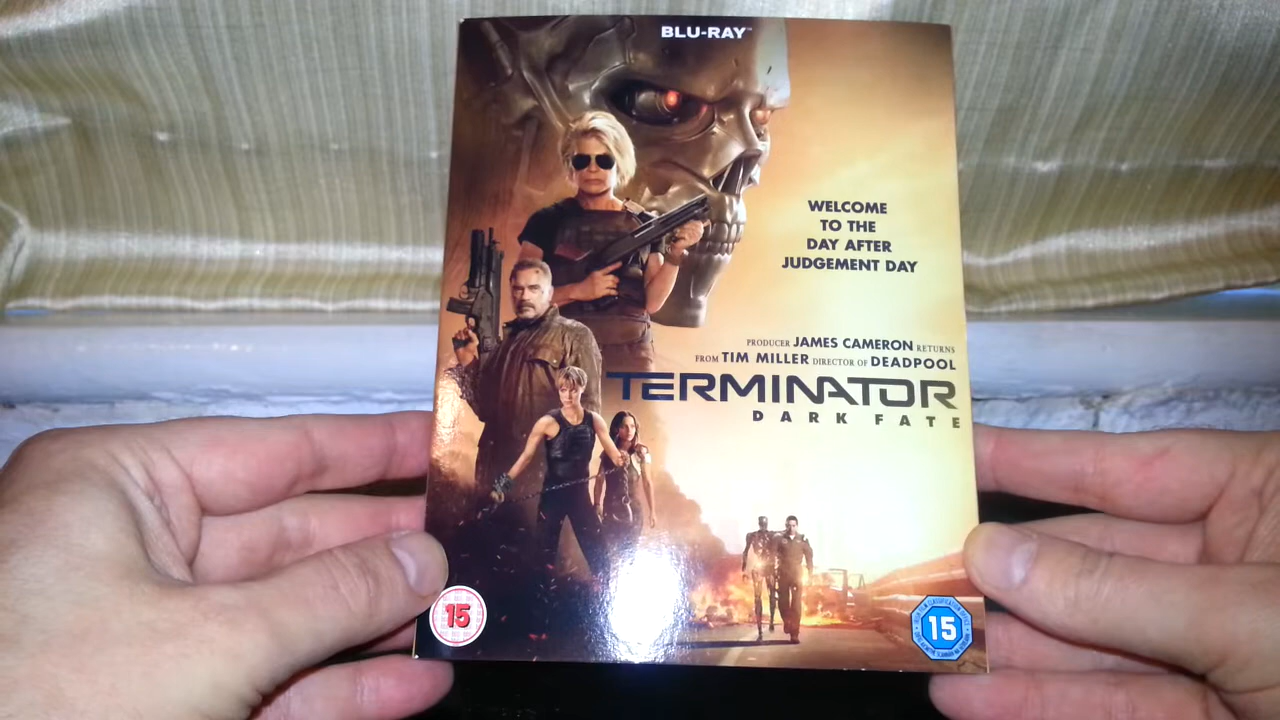 BLU-RAY™
WELCOME
TO THE
DAY AFTER
JUDGEMENT DAY
PRODUCER JAMES CAMERON RETURNS
FROM TIM MILLER DIRECTOR OF DEADPOOL
TERMINATOR
DARK FATE
15
15